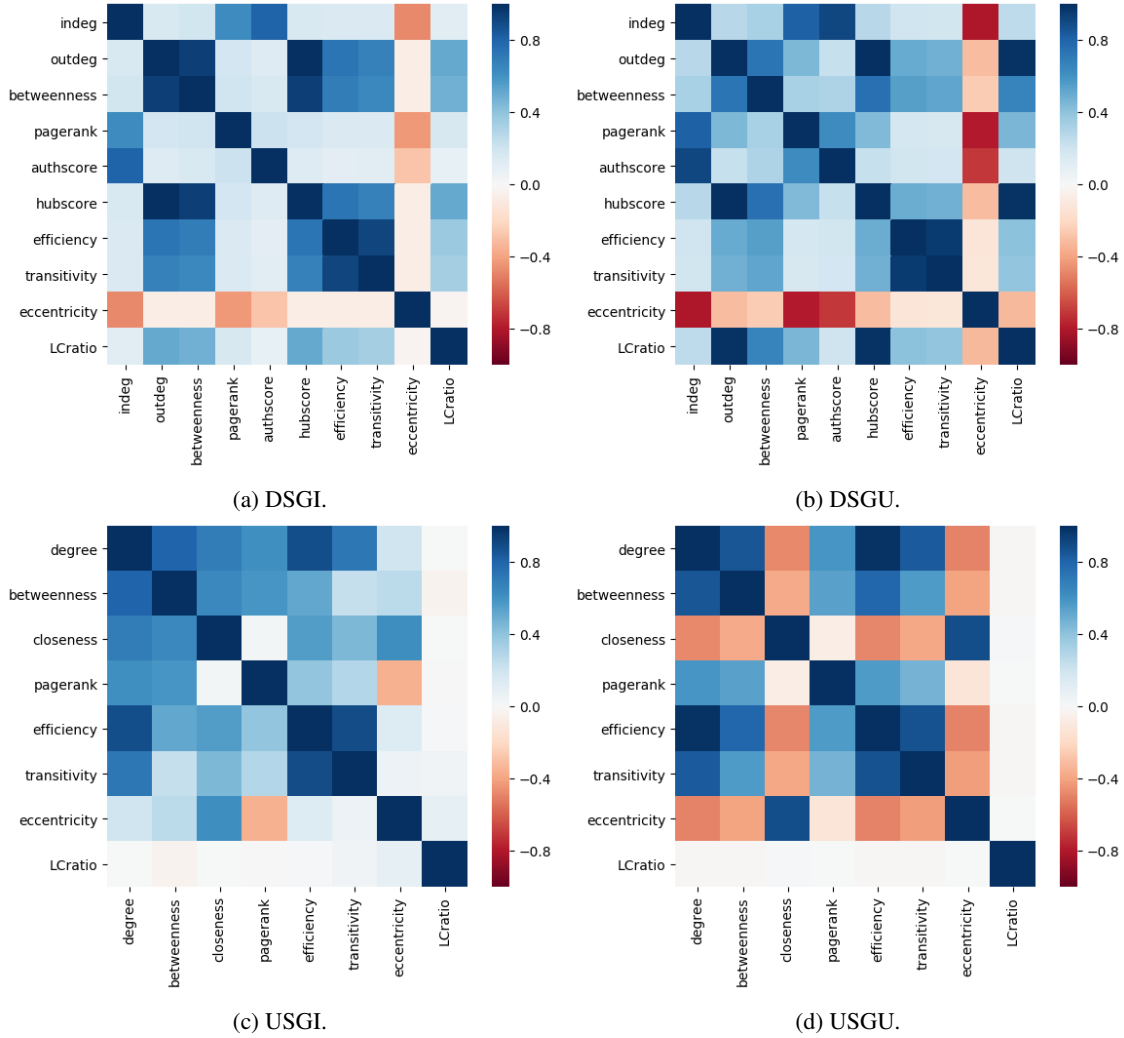 indeg
outdeg
betweenness
pagerank
authscore
hubscore
efficiency
transitivity
eccentricity
LCratio
indeg
outdeg
betweenness
pagerank
authscore
hubscore
efficiency
transitivity
eccentricity
LCratio
0.8
0.4
0.0
−0.4
−0.8
(a) DSGI.
indeg
outdeg
betweenness
pagerank
authscore
hubscore
efficiency
transitivity
eccentricity
LCratio
indeg
outdeg
betweenness
pagerank
authscore
hubscore
efficiency
transitivity
eccentricity
LCratio
0.8
0.4
0.0
−0.4
−0.8
(b) DSGU.
degree
betweenness
closeness
pagerank
efficiency
transitivity
eccentricity
LCratio
degree
betweenness
closeness
pagerank
efficiency
transitivity
eccentricity
LCratio
0.8
0.4
0.0
−0.4
−0.8
(c) USGI.
degree
betweenness
closeness
pagerank
efficiency
transitivity
eccentricity
LCratio
degree
betweenness
closeness
pagerank
efficiency
transitivity
eccentricity
LCratio
0.8
0.4
0.0
−0.4
−0.8
(d) USGU.